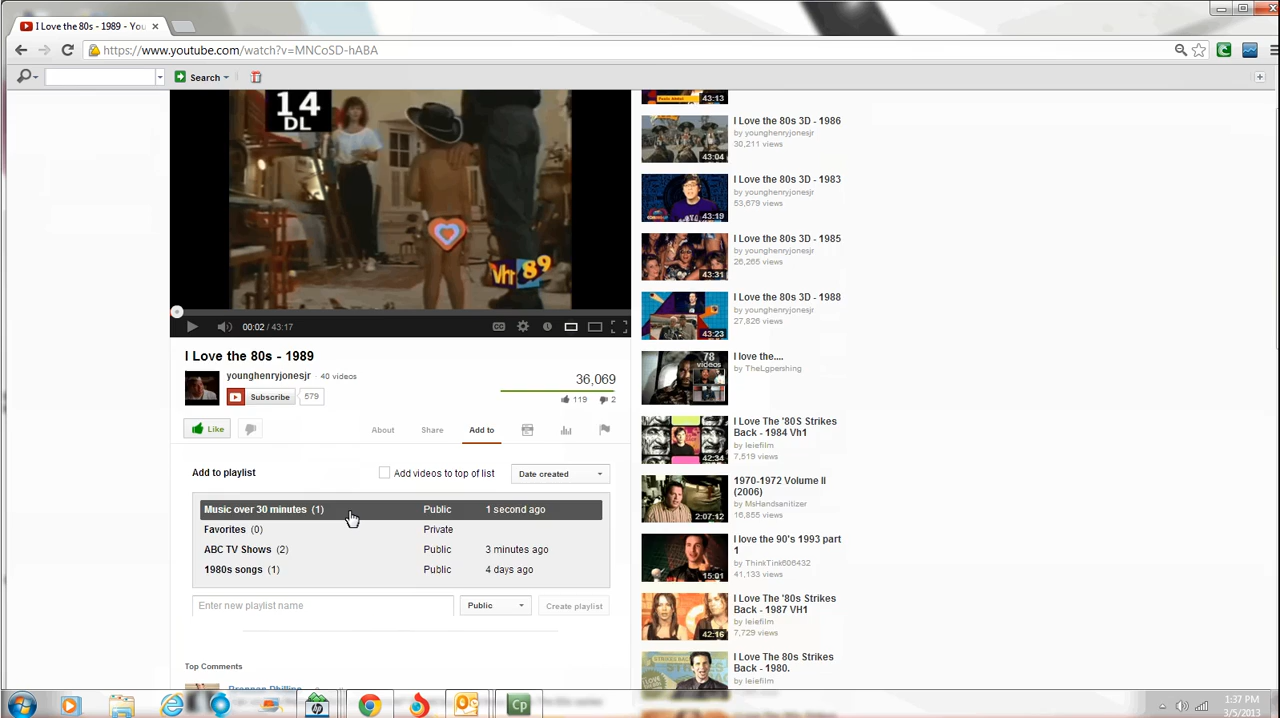 I Love the 80s - 1989 - You
https://www.youtube.com/watch?v=MNCoSD-hABA
Search
14
DL
Vh1 89
00:02 / 43:17
I Love the 80s - 1989
younghenryjonesjr · 40 videos
Subscribe 579
36,069
119 2
Like
About Share Add to
Add to playlist
Add videos to top of list
Date created
Music over 30 minutes (1) Public 1 second ago
Favorites (0) Private
ABC TV Shows (2) Public 3 minutes ago
1980s songs (1) Public 4 days ago
Enter new playlist name Public Create playlist
Top Comments
Brennan Phillips
43:13
I Love the 80s 3D - 1986
by younghenryjonesjr
30,211 views
43:04
I Love the 80s 3D - 1983
by younghenryjonesjr
53,679 views
43:19
I Love the 80s 3D - 1985
by younghenryjonesjr
26,265 views
43:31
I Love the 80s 3D - 1988
by younghenryjonesjr
27,826 views
43:23
I love the....
by TheLgpershing
78
videos
I Love The '80S Strikes
Back - 1984 Vh1
by leiefilm
7,519 views
42:34
1970-1972 Volume II
(2006)
by MsHandsanitizer
16,855 views
2:07:12
I love the 90's 1993 part
1
by ThinkTink606432
41,133 views
15:01
I Love The '80s Strikes
Back - 1987 VH1
by leiefilm
7,729 views
42:16
I Love The 80s Strikes
Back - 1980.
by leiefilm
Cp
1:37 PM
3/5/2013